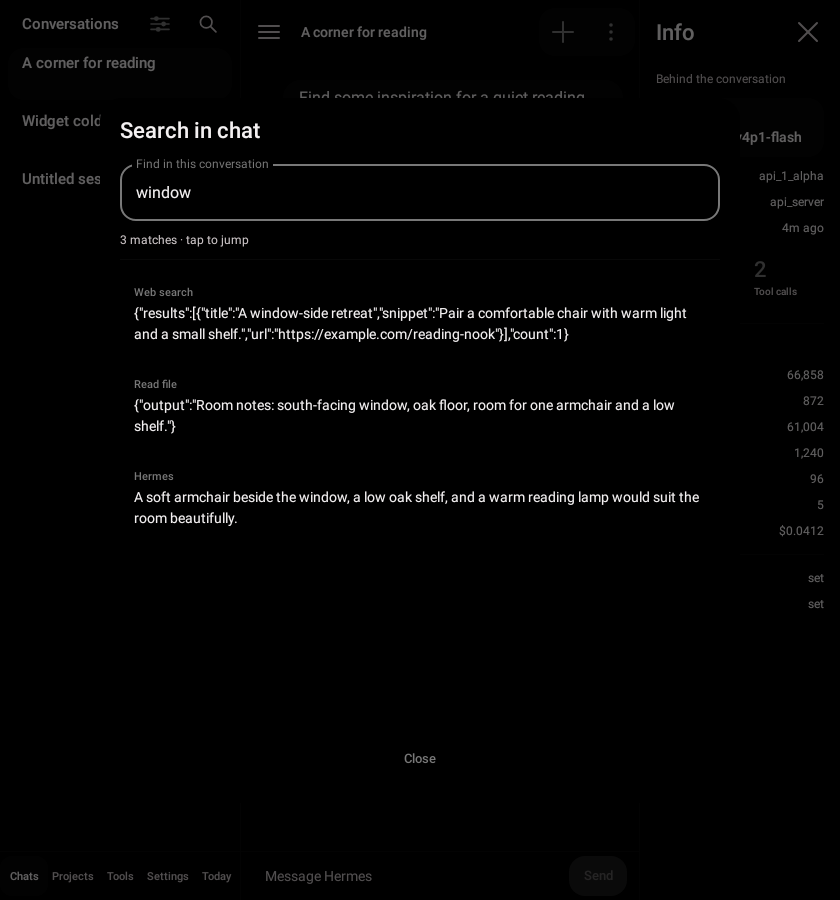 Conversations
A corner for reading
Widget cold
Untitled ses
A corner for reading
Find some inspiration for a quiet reading
Info
Behind the conversation
v4p1-flash
api_1_alpha
api_server
4m ago
2
Tool calls
66,858
872
61,004
1,240
96
5
$0.0412
set
set
Search in chat
Find in this conversation
window
3 matches · tap to jump
Web search
{"results":[{"title":"A window-side retreat","snippet":"Pair a comfortable chair with warm light
and a small shelf.","url":"https://example.com/reading-nook"}],"count":1}
Read file
{"output":"Room notes: south-facing window, oak floor, room for one armchair and a low
shelf."}
Hermes
A soft armchair beside the window, a low oak shelf, and a warm reading lamp would suit the
room beautifully.
Close
Chats Projects Tools Settings Today
Message Hermes
Send